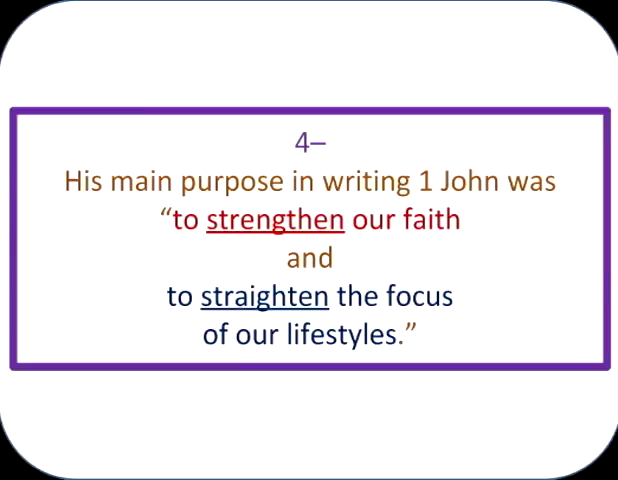 4–
His main purpose in writing 1 John was
“to strengthen our faith
and
to straighten the focus
of our lifestyles.”